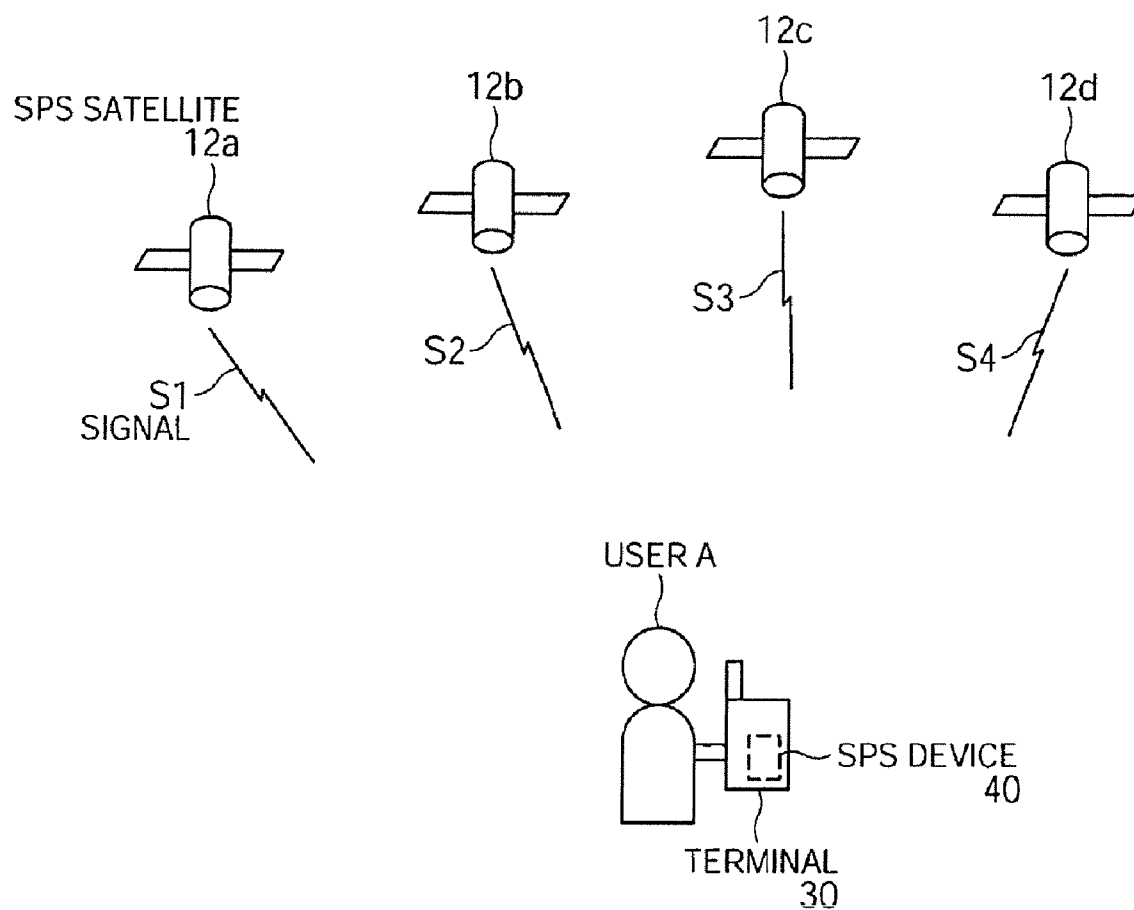 12c
12b
12d
SPS SATELLITE
12a
S3
S2
S4
S1
SIGNAL
USER A
SPS DEVICE
40
TERMINAL
30